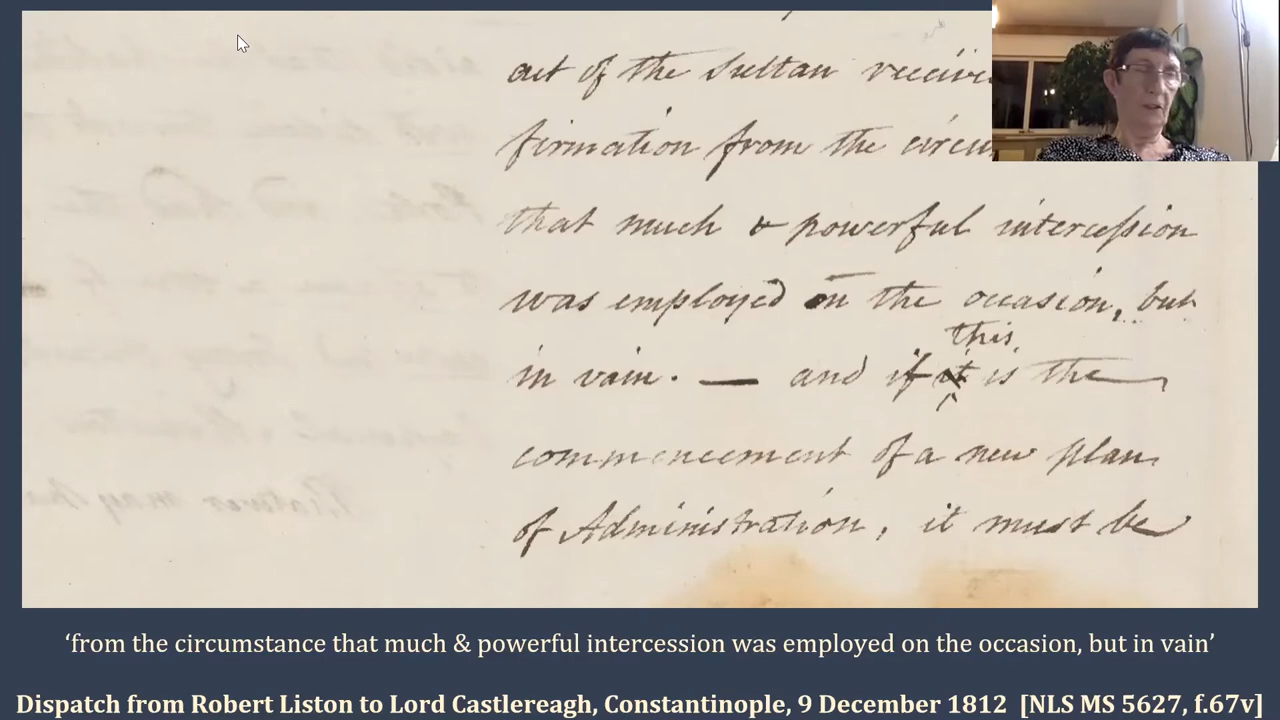 act of the Sultan receive
firmation from the circu
that much & powerful intercession
was employed on the occasion, but
this
in vain. — and if it is the
commencement of a new plan
of Administration, it must be
‘from the circumstance that much & powerful intercession was employed on the occasion, but in vain’
Dispatch from Robert Liston to Lord Castlereagh, Constantinople, 9 December 1812 [NLS MS 5627, f.67v]